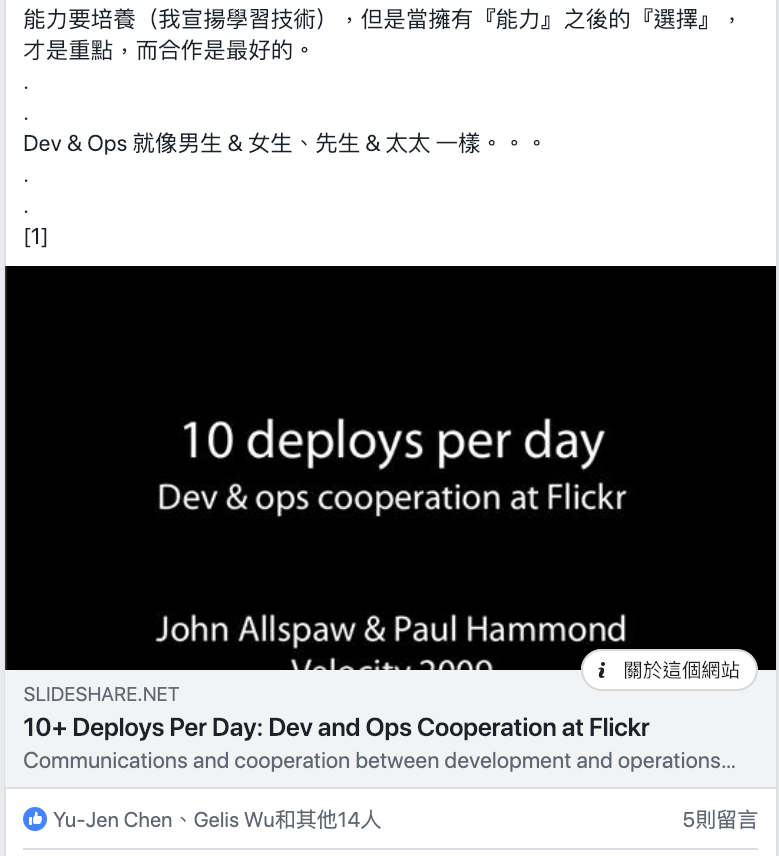 能力要培養（我宣揚學習技術），但是當擁有『能力』之後的『選擇』，
才是重點，而合作是最好的。
.
.
Dev & Ops 就像男生 & 女生、先生 & 太太 一樣。。。
.
.
[1]
10 deploys per day
Dev & ops cooperation at Flickr
John Allspaw & Paul Hammond
Velocity 2009
i 關於這個網站
SLIDESHARE.NET
10+ Deploys Per Day: Dev and Ops Cooperation at Flickr
Communications and cooperation between development and operations...
Yu-Jen Chen、Gelis Wu和其他14人 5則留言